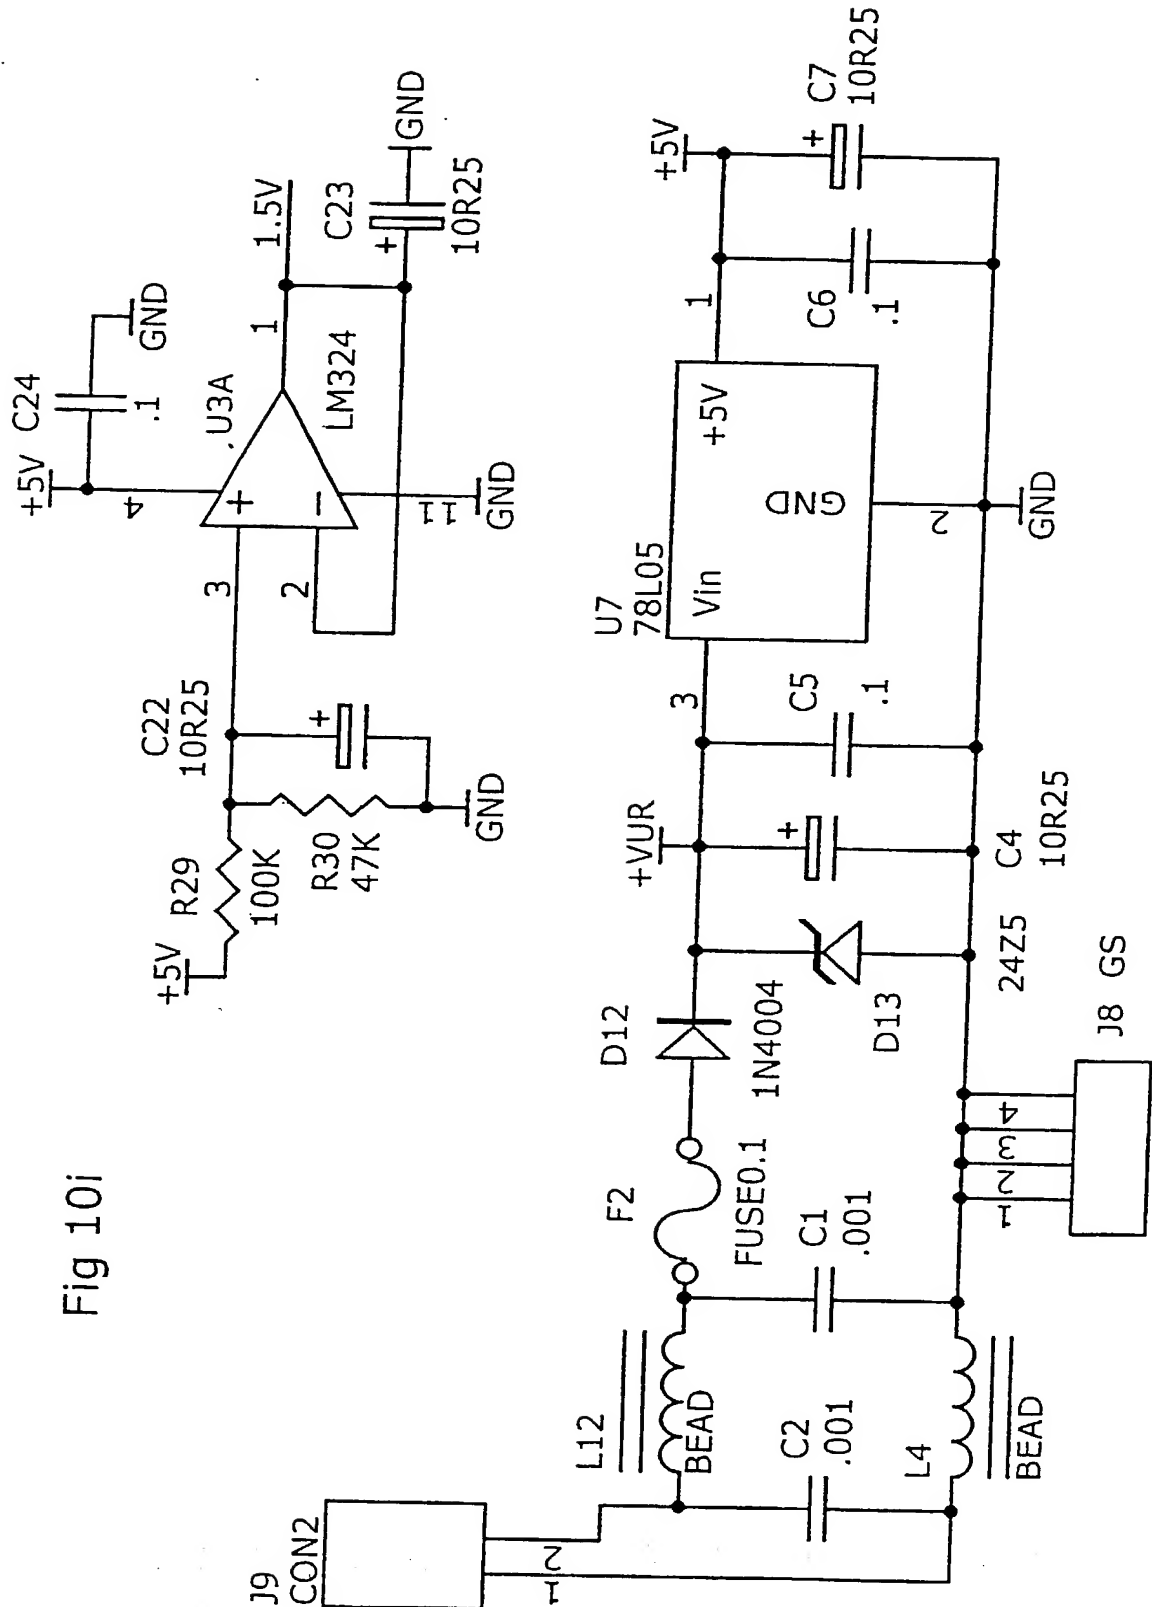 Fig 10i
+5V
C24
.1
GND
4
U3A
1
1.5V
+
−
LM324
C23
+
10R25
GND
11
GND
3
2
C22
10R25
+
R29
100K
+5V
R30
47K
GND
J9
CON2
2
1
L12
BEAD
C2
.001
L4
BEAD
F2
FUSE0.1
C1
.001
D12
1N4004
+VUR
D13
24Z5
+
C4
10R25
3
C5
.1
U7
78L05
Vin
+5V
GND
1
2
GND
C6
.1
+5V
+
C7
10R25
1
2
3
4
J8 GS